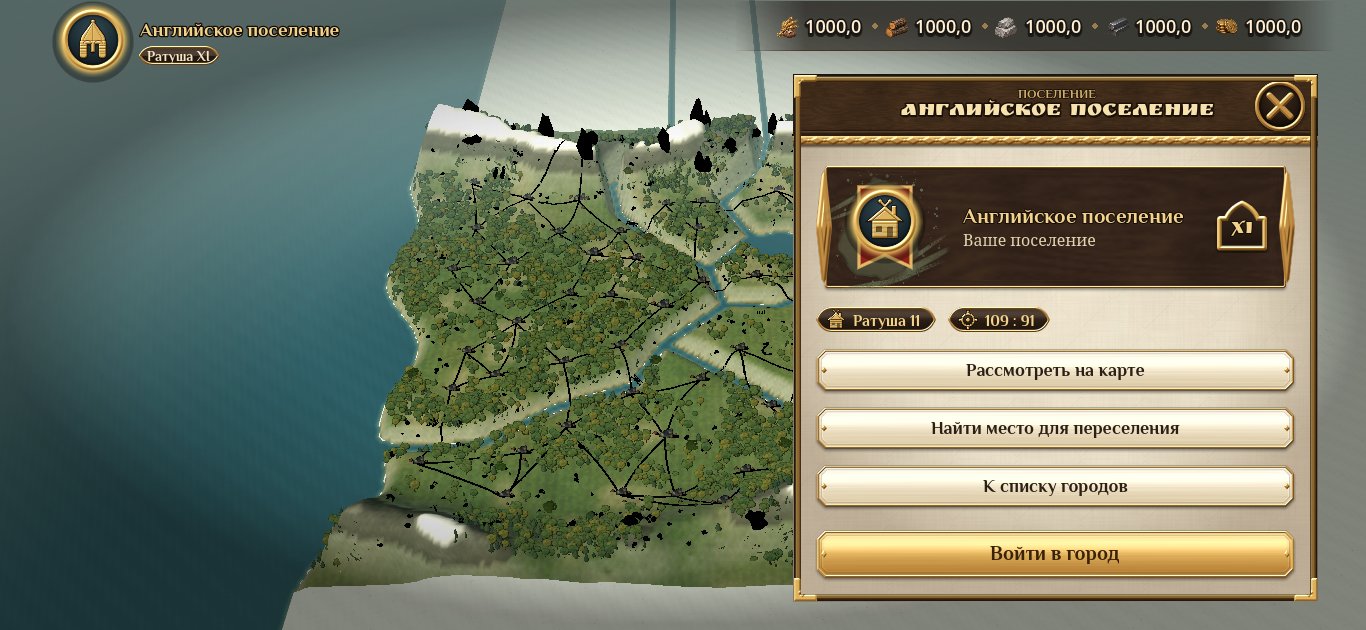 Английское поселение
Ратуша XI
1000,0 1000,0 1000,0 1000,0 1000,0
ПОСЕЛЕНИЕ
АНГЛИЙСКОЕ ПОСЕЛЕНИЕ
Английское поселение
Ваше поселение
XI
Ратуша 11
109 : 91
Рассмотреть на карте
Найти место для переселения
К списку городов
Войти в город